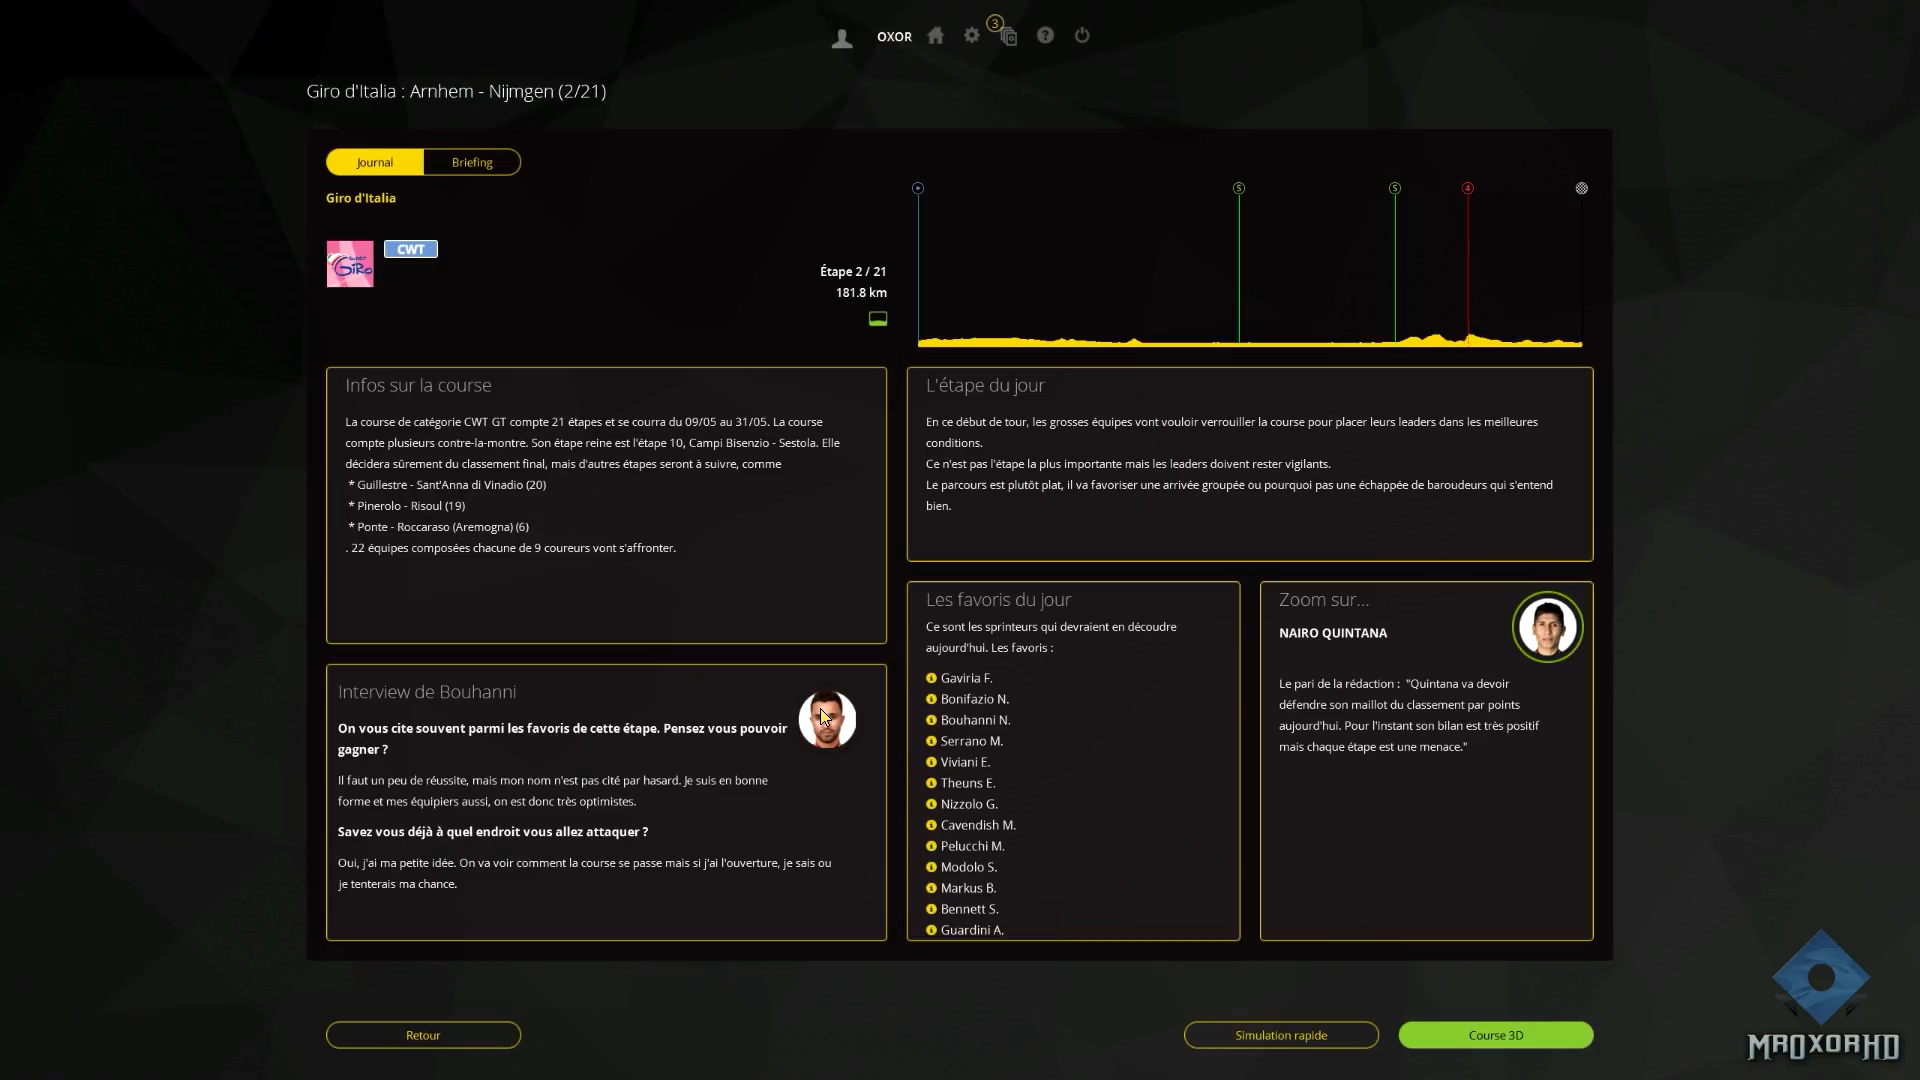 3
OXOR
Giro d'Italia : Arnhem - Nijmgen (2/21)
Journal
Briefing
Giro d'Italia
GIRO
CWT
Étape 2 / 21
181.8 km
S
S
4
Infos sur la course
La course de catégorie CWT GT compte 21 étapes et se courra du 09/05 au 31/05. La course
compte plusieurs contre-la-montre. Son étape reine est l'étape 10, Campi Bisenzio - Sestola. Elle
décidera sûrement du classement final, mais d'autres étapes seront à suivre, comme
* Guillestre - Sant'Anna di Vinadio (20)
* Pinerolo - Risoul (19)
* Ponte - Roccaraso (Aremogna) (6)
. 22 équipes composées chacune de 9 coureurs vont s'affronter.
L'étape du jour
En ce début de tour, les grosses équipes vont vouloir verrouiller la course pour placer leurs leaders dans les meilleures
conditions.
Ce n'est pas l'étape la plus importante mais les leaders doivent rester vigilants.
Le parcours est plutôt plat, il va favoriser une arrivée groupée ou pourquoi pas une échappée de baroudeurs qui s'entend
bien.
Interview de Bouhanni
On vous cite souvent parmi les favoris de cette étape. Pensez vous pouvoir
gagner ?
Il faut un peu de réussite, mais mon nom n'est pas cité par hasard. Je suis en bonne
forme et mes équipiers aussi, on est donc très optimistes.
Savez vous déjà à quel endroit vous allez attaquer ?
Oui, j'ai ma petite idée. On va voir comment la course se passe mais si j'ai l'ouverture, je sais ou
je tenterais ma chance.
Les favoris du jour
Ce sont les sprinteurs qui devraient en découdre
aujourd'hui. Les favoris :
Gaviria F.
Bonifazio N.
Bouhanni N.
Serrano M.
Viviani E.
Theuns E.
Nizzolo G.
Cavendish M.
Pelucchi M.
Modolo S.
Markus B.
Bennett S.
Guardini A.
Zoom sur...
NAIRO QUINTANA
Le pari de la rédaction : "Quintana va devoir
défendre son maillot du classement par points
aujourd'hui. Pour l'instant son bilan est très positif
mais chaque étape est une menace."
Retour
Simulation rapide
Course 3D
MROXORHD